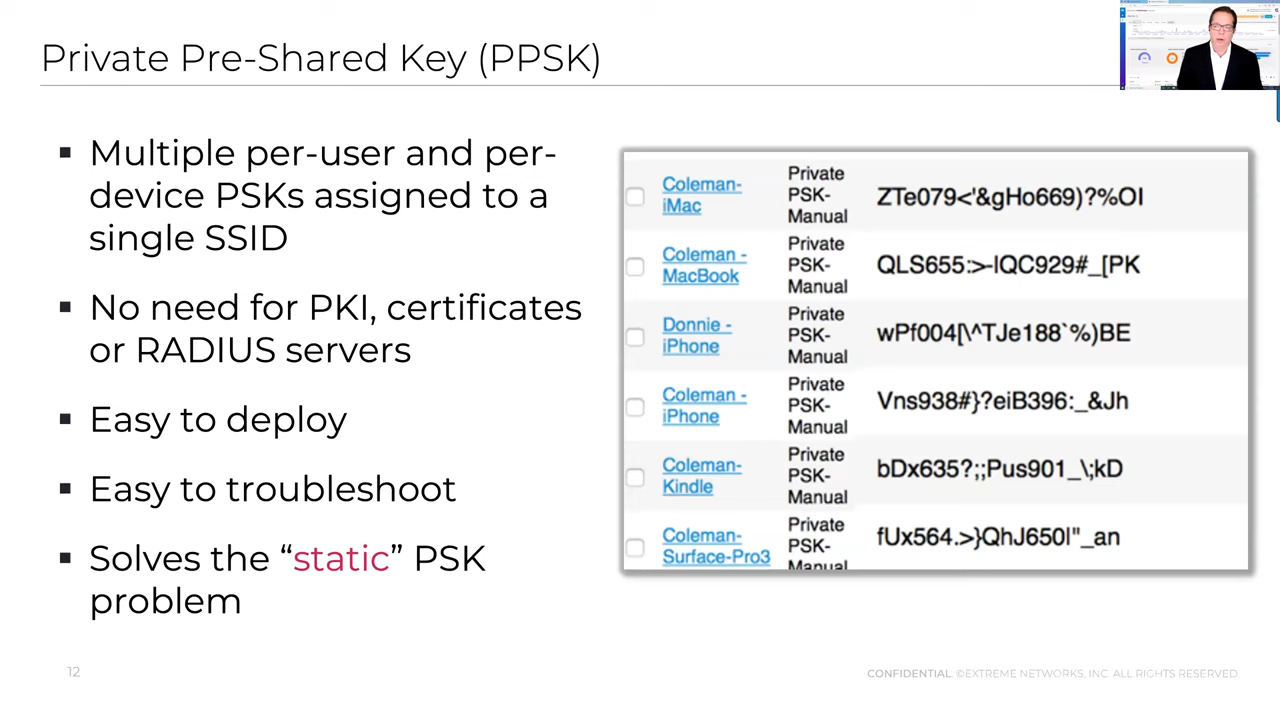 Private Pre-Shared Key (PPSK)
▪ Multiple per-user and per-
device PSKs assigned to a
single SSID
▪ No need for PKI, certificates
or RADIUS servers
▪ Easy to deploy
▪ Easy to troubleshoot
▪ Solves the “static” PSK
problem
Coleman-
iMac
Private
PSK-
Manual
ZTe079<'&gHo669)?%OI
Coleman -
MacBook
Private
PSK-
Manual
QLS655:>-lQC929#_[PK
Donnie -
iPhone
Private
PSK-
Manual
wPf004[\^TJe188`%)BE
Coleman -
iPhone
Private
PSK-
Manual
Vns938#}?eiB396:_&Jh
Coleman-
Kindle
Private
PSK-
Manual
bDx635?;;Pus901_\;kD
Coleman-
Surface-Pro3
Private
PSK-
Manual
fUx564.>}QhJ650l"_an
12
CONFIDENTIAL. ©EXTREME NETWORKS, INC. ALL RIGHTS RESERVED.